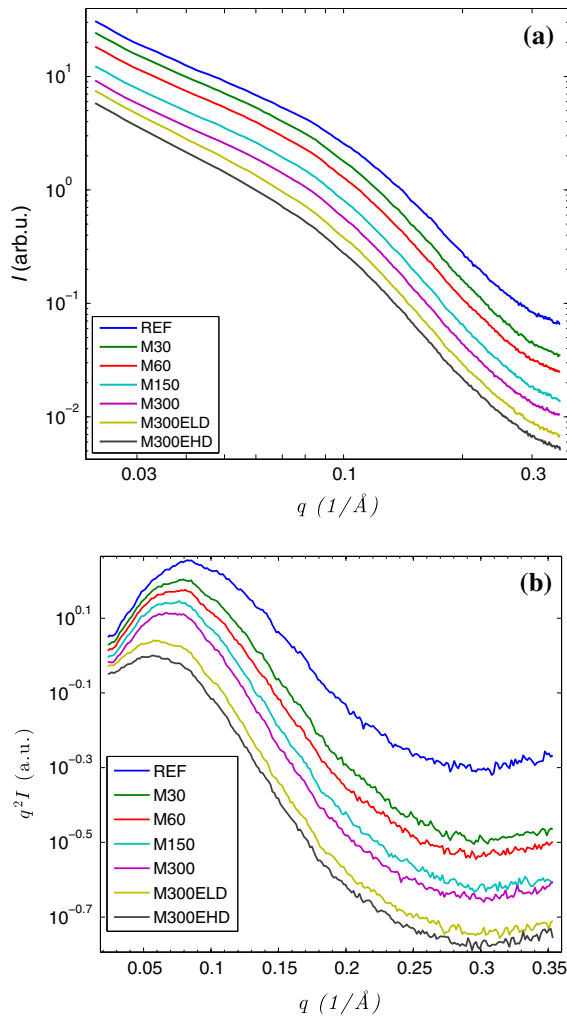 (a)
10^1
10^0
10^-1
10^-2
I (arb.u.)
REF
M30
M60
M150
M300
M300ELD
M300EHD
0.03 0.1 0.3
q (1/Å)
(b)
10^0.1
10^-0.1
10^-0.3
10^-0.5
10^-0.7
q^2 I (a.u.)
REF
M30
M60
M150
M300
M300ELD
M300EHD
0.05 0.1 0.15 0.2 0.25 0.3 0.35
q (1/Å)